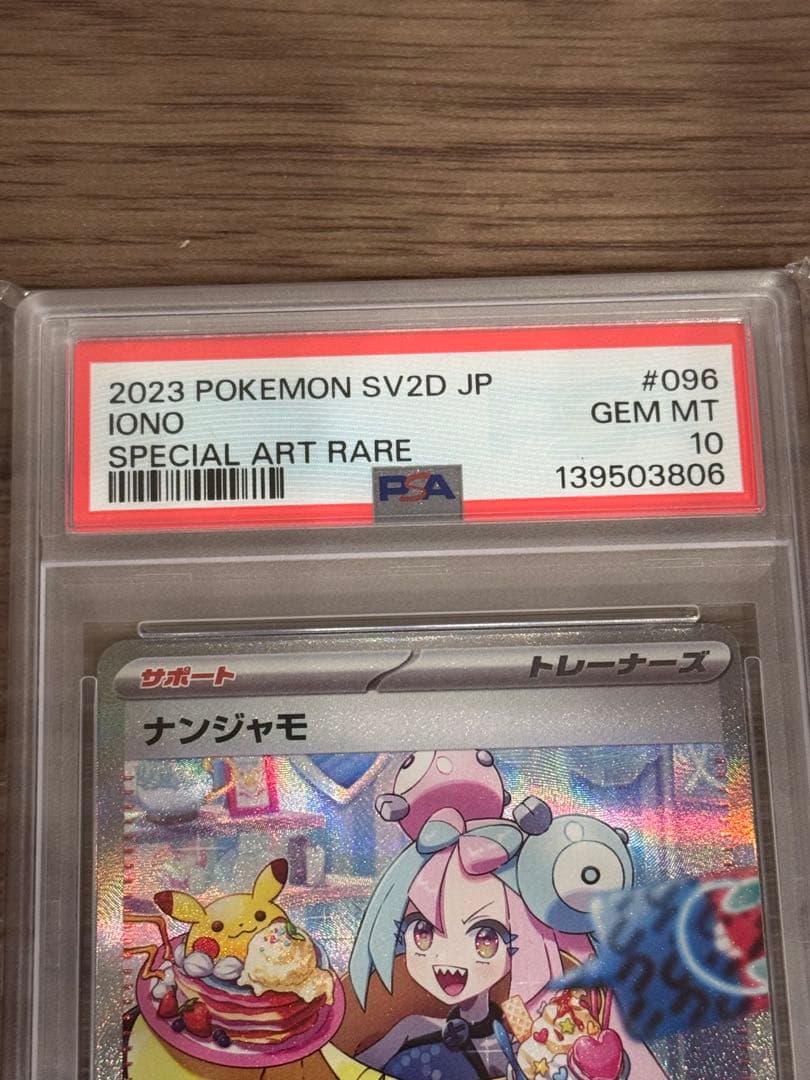 2023 POKEMON SV2D JP #096
IONO GEM MT
SPECIAL ART RARE 10
PSA 139503806
サポート トレーナーズ
ナンジャモ